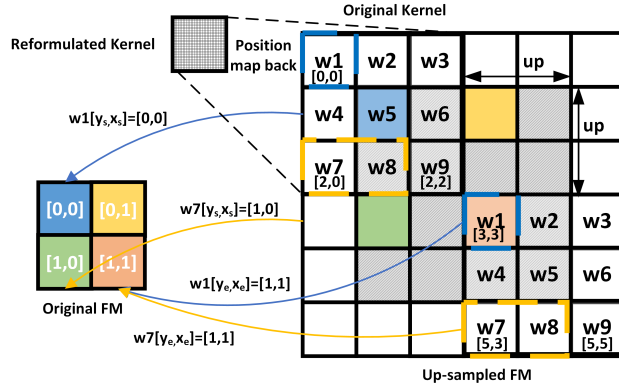 Original Kernel
Reformulated Kernel
Position
map back
w1
[0,0]
w2
w3
up
w4
w5
w6
up
w1[ys,xs]=[0,0]
w7
[2,0]
w8
w9
[2,2]
[0,0]
[0,1]
w7[ys,xs]=[1,0]
w1
[3,3]
w2
w3
[1,0]
[1,1]
w1[ye,xe]=[1,1]
w4
w5
w6
Original FM
w7[ye,xe]=[1,1]
w7
[5,3]
w8
w9
[5,5]
Up-sampled FM